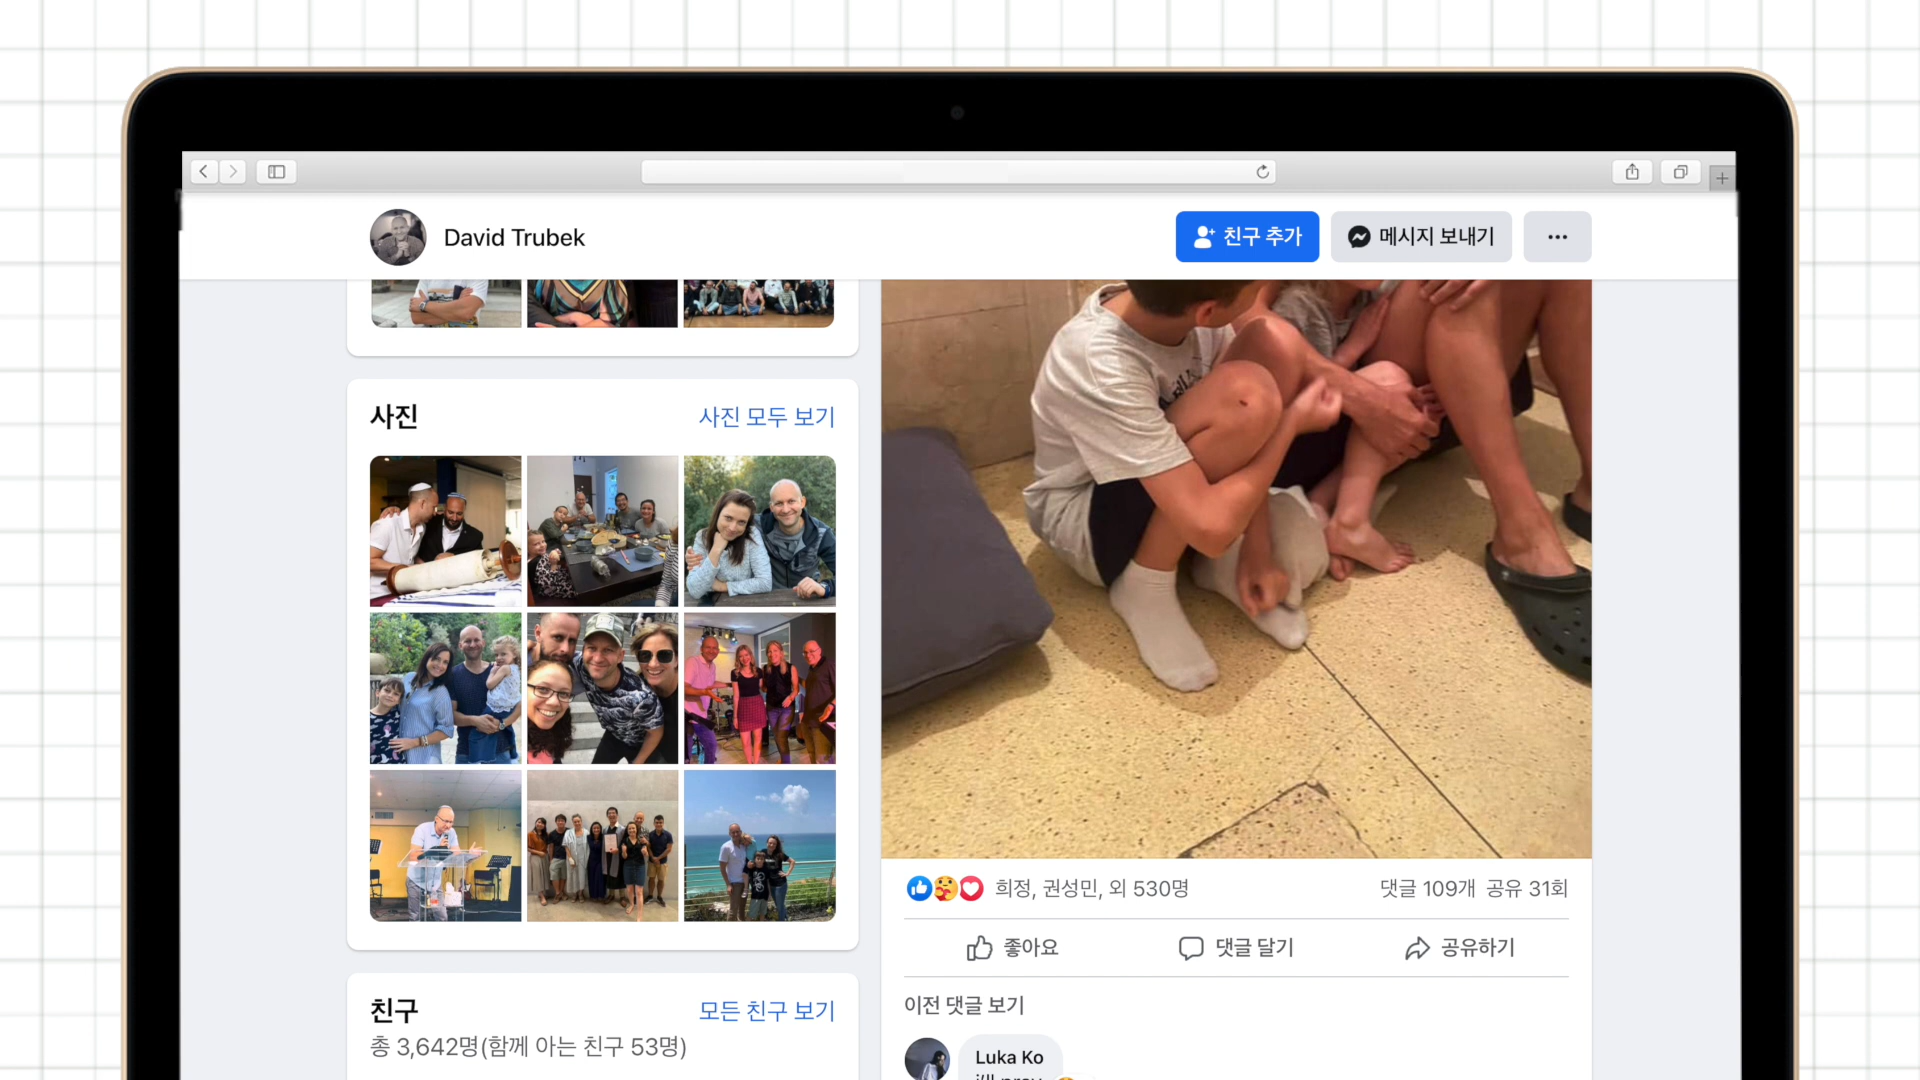 David Trubek
친구 추가
메시지 보내기
사진
사진 모두 보기
친구
모든 친구 보기
총 3,642명(함께 아는 친구 53명)
희정, 권성민, 외 530명
댓글 109개 공유 31회
좋아요
댓글 달기
공유하기
이전 댓글 보기
Luka Ko